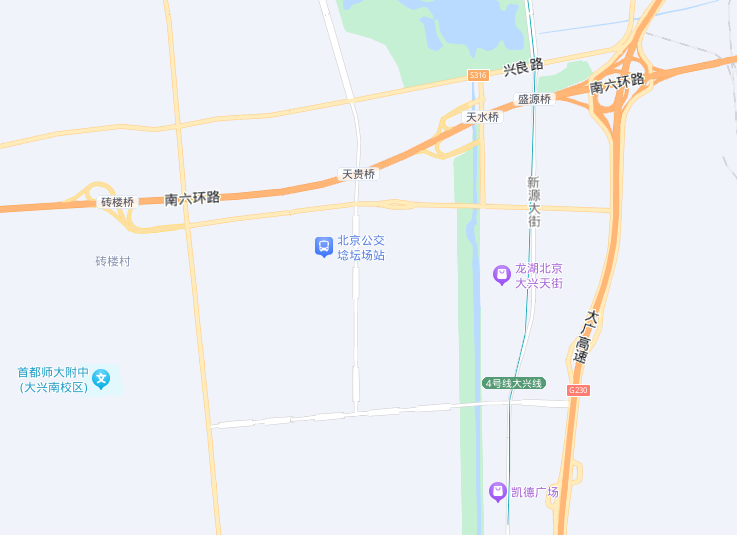 兴良路
S316
南六环路
盛源桥
天水桥
天贵桥
砖楼桥
南六环路
新源大街
北京公交
埝坛场站
砖楼村
龙湖北京
大兴天街
大广高速
首都师大附中
(大兴南校区)
文
4号线大兴线
G230
凯德广场